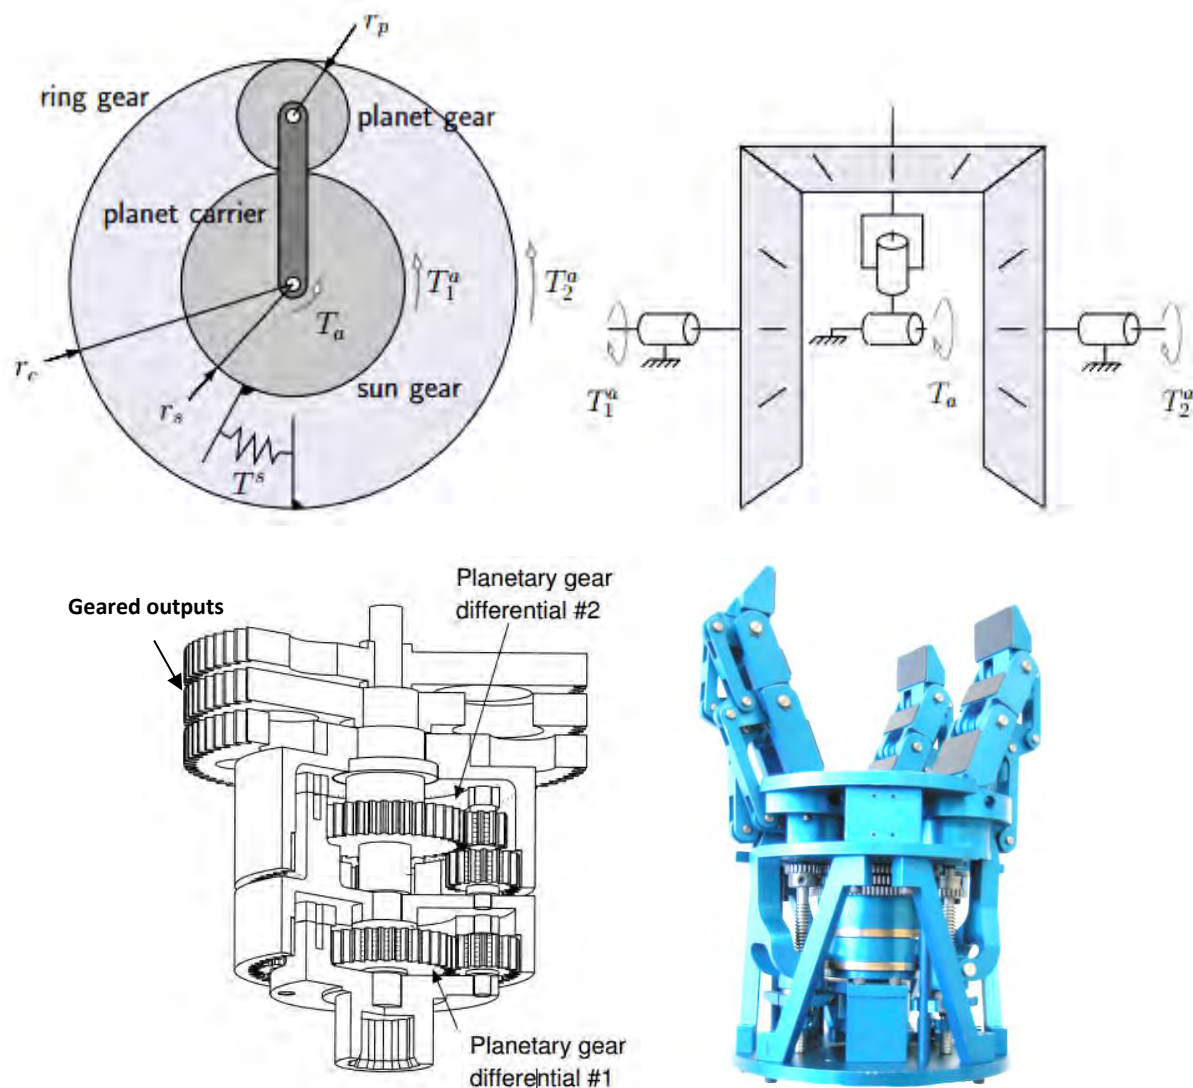 r_p
ring gear
planet gear
planet carrier
T_1^a
T_2^a
T_a
r_c
r_s
sun gear
T^s
T_1^a
T_a
T_2^a
Planetary gear
differential #2
Geared outputs
Planetary gear
differential #1